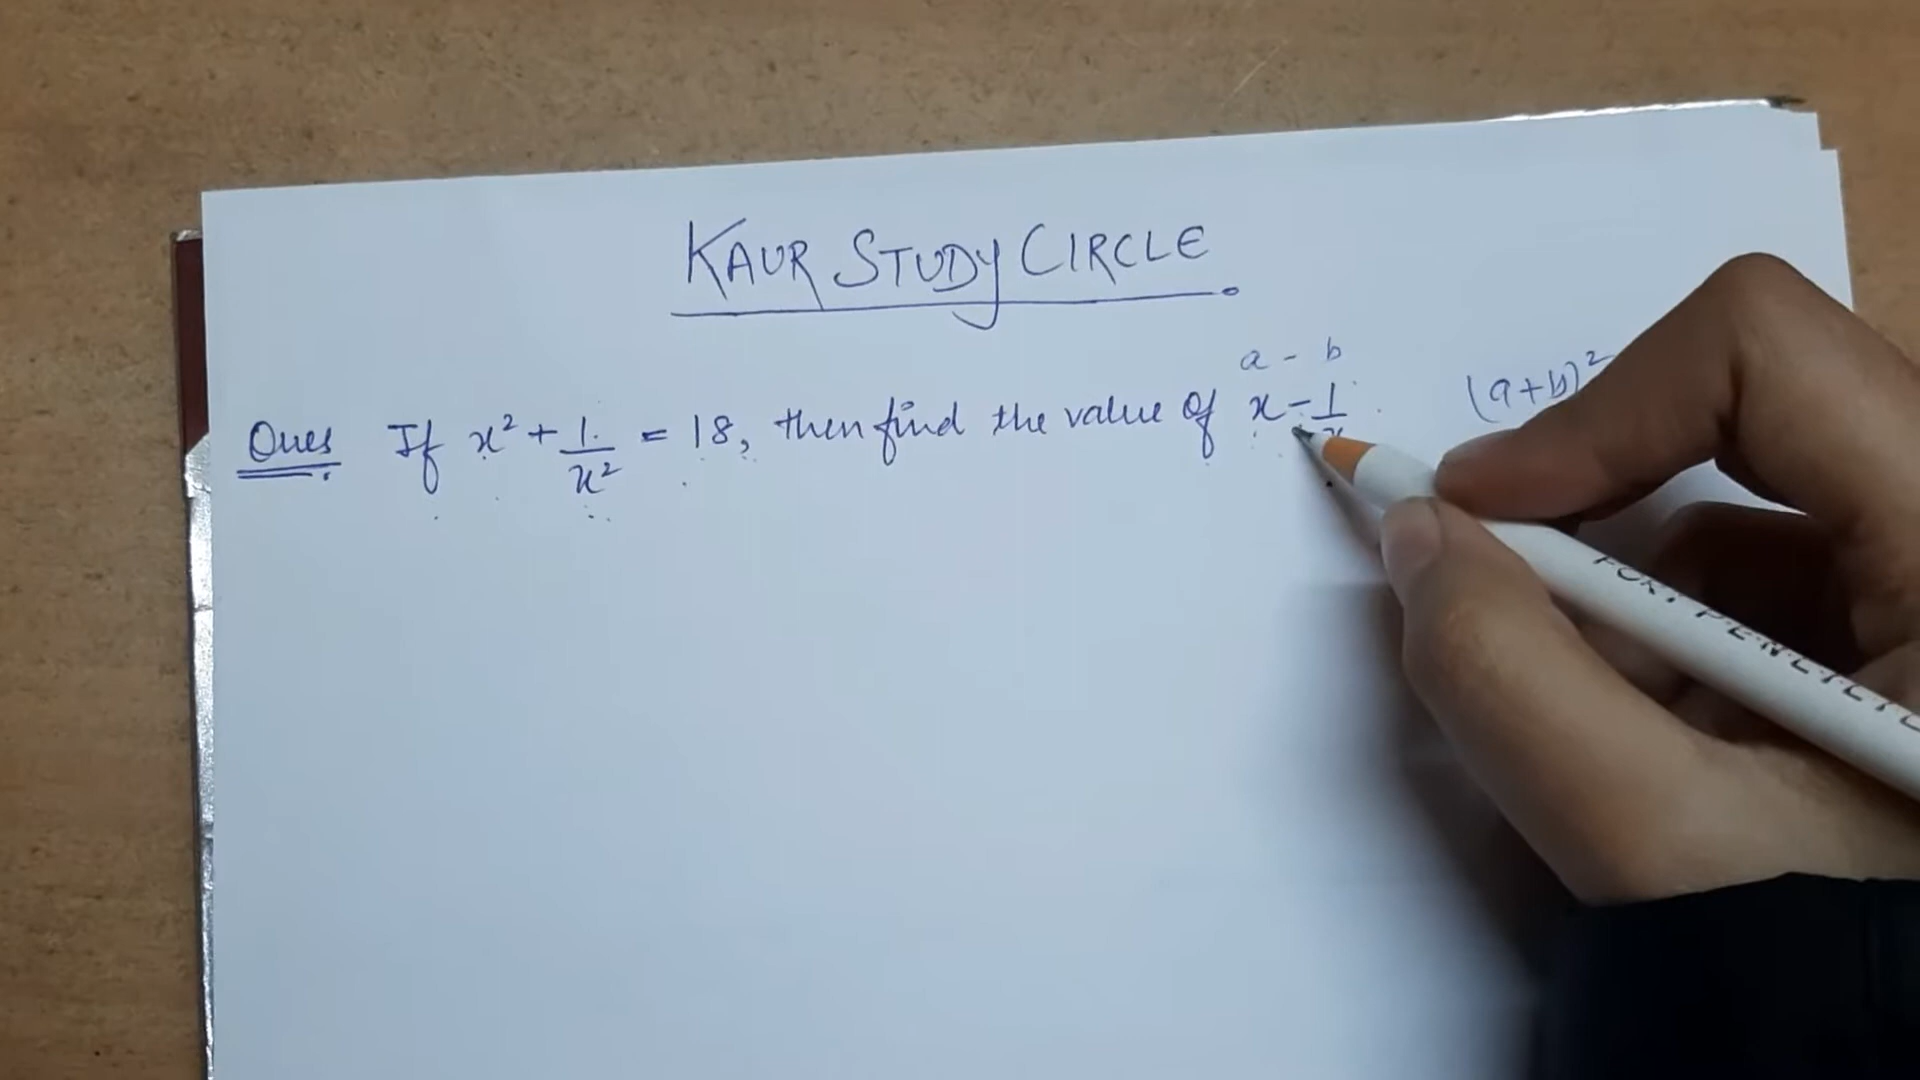 KAUR STUDY CIRCLE
a - b
Ques If x² + 1/x² = 18, then find the value of x - 1/x
(a+b)²